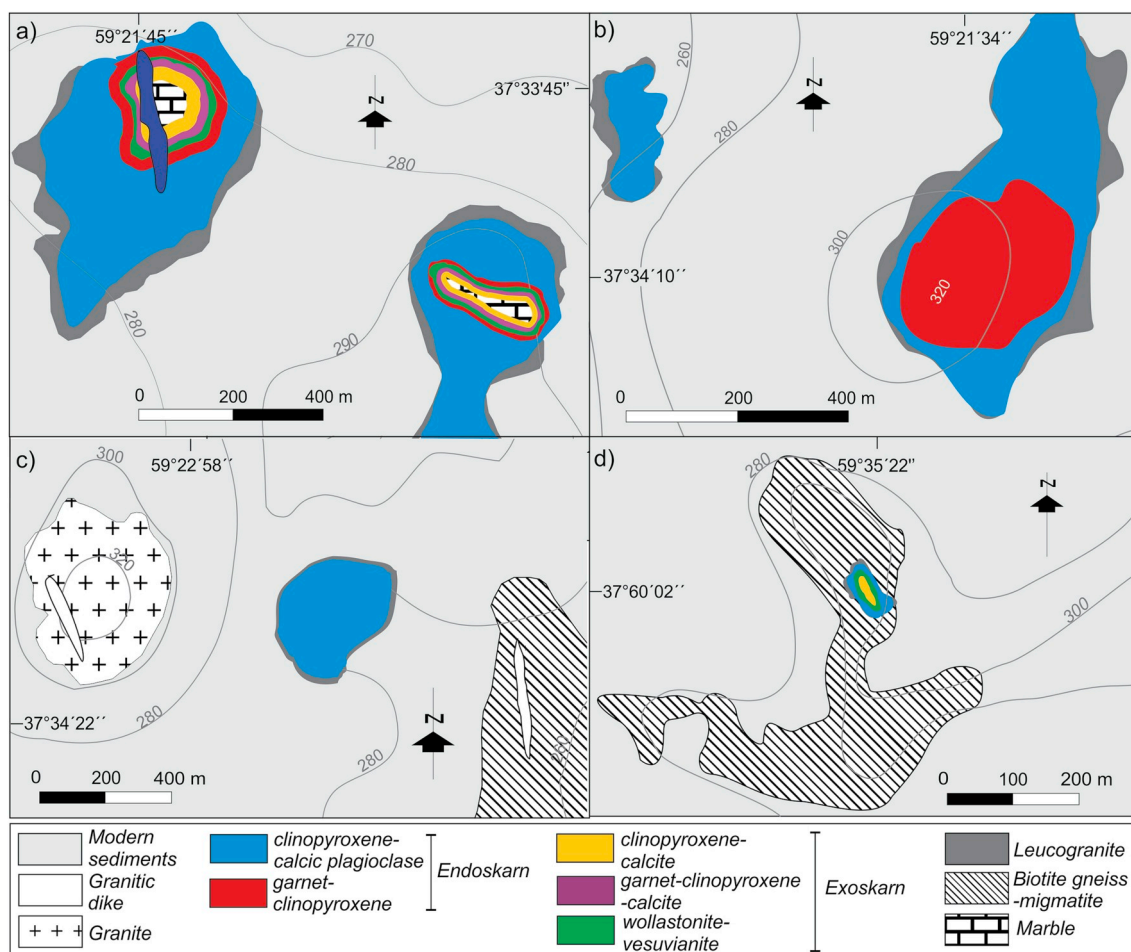 a)
59°21´45´´
270
37°33'45"
N
280
280
290
0 200 400 m
b)
59°21´34´´
260
280
N
37°34´10´´
300
320
0 200 400 m
c)
59°22´58´´
300
320
37°34´22´´
280
280
280
N
0 200 400 m
d)
59°35´22"
280
N
37°60´02´´
300
0 100 200 m
Modern sediments
Granitic dike
Granite
clinopyroxene-
calcic plagioclase
garnet-
clinopyroxene
Endoskarn
clinopyroxene-
calcite
garnet-clinopyroxene
-calcite
wollastonite-
vesuvianite
Exoskarn
Leucogranite
Biotite gneiss
-migmatite
Marble